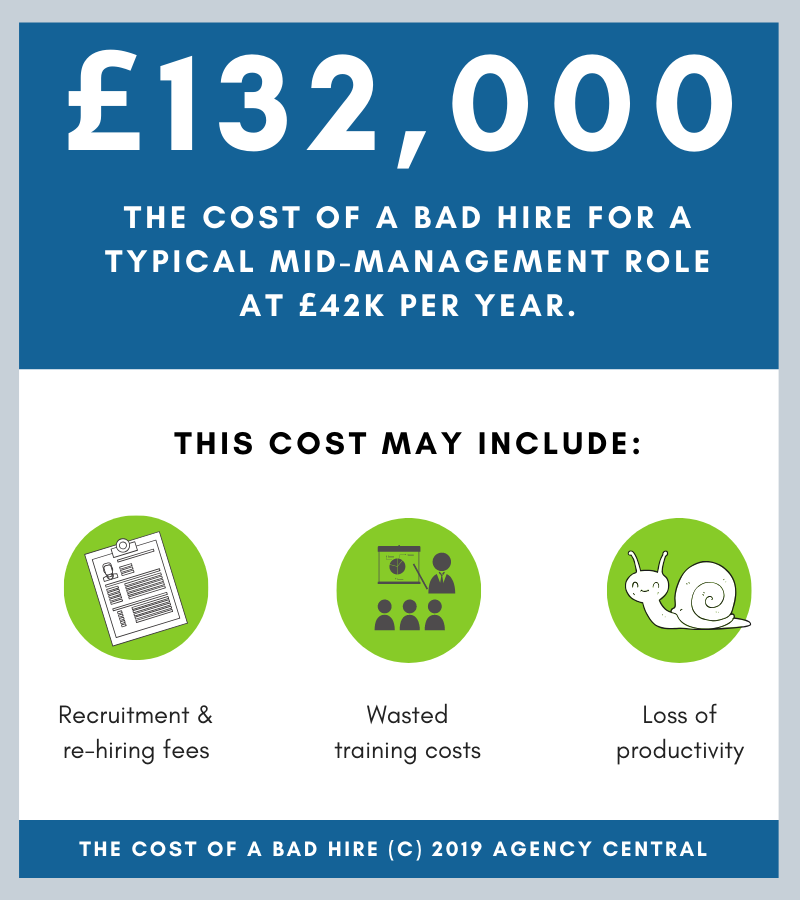 £132,000
THE COST OF A BAD HIRE FOR A
TYPICAL MID-MANAGEMENT ROLE
AT £42K PER YEAR.
THIS COST MAY INCLUDE:
Recruitment &
re-hiring fees
Wasted
training costs
Loss of
productivity
THE COST OF A BAD HIRE (C) 2019 AGENCY CENTRAL